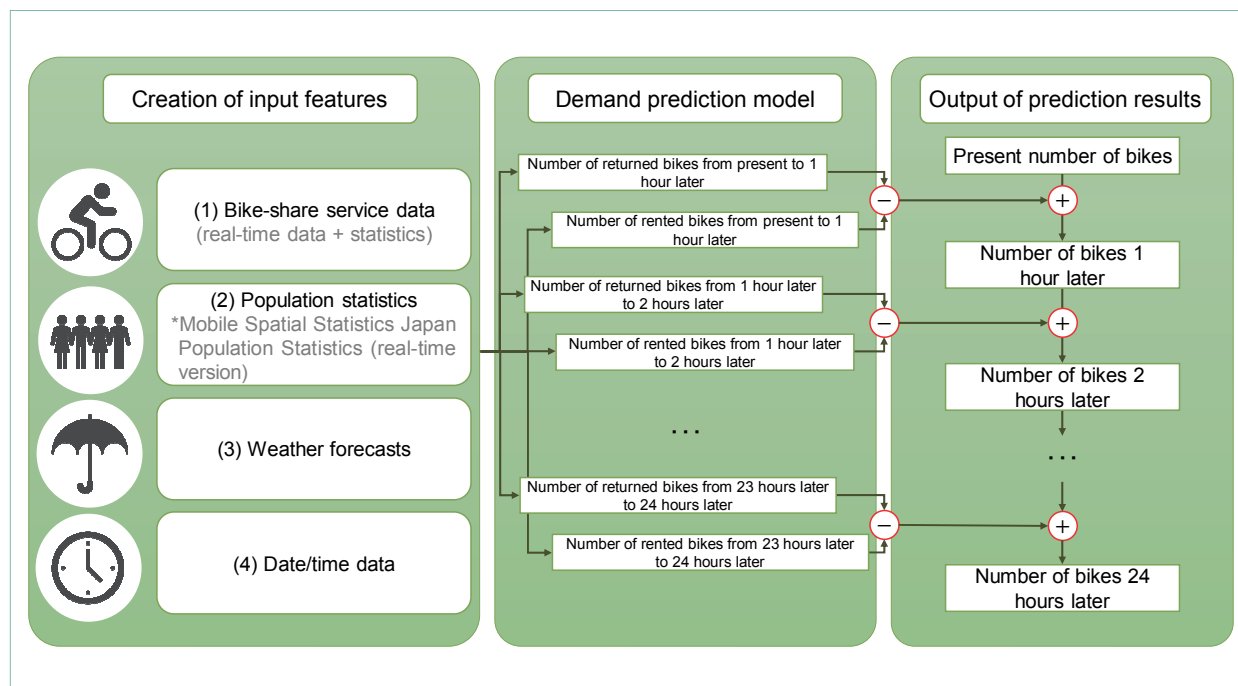 Creation of input features
(1) Bike-share service data
(real-time data + statistics)
(2) Population statistics
*Mobile Spatial Statistics Japan
Population Statistics (real-time
version)
(3) Weather forecasts
(4) Date/time data
Demand prediction model
Number of returned bikes from present to 1
hour later
Number of rented bikes from present to 1
hour later
Number of returned bikes from 1 hour later
to 2 hours later
Number of rented bikes from 1 hour later
to 2 hours later
...
Number of returned bikes from 23 hours later
to 24 hours later
Number of rented bikes from 23 hours later
to 24 hours later
−
−
−
Output of prediction results
Present number of bikes
+
Number of bikes 1
hour later
+
Number of bikes 2
hours later
...
+
Number of bikes 24
hours later